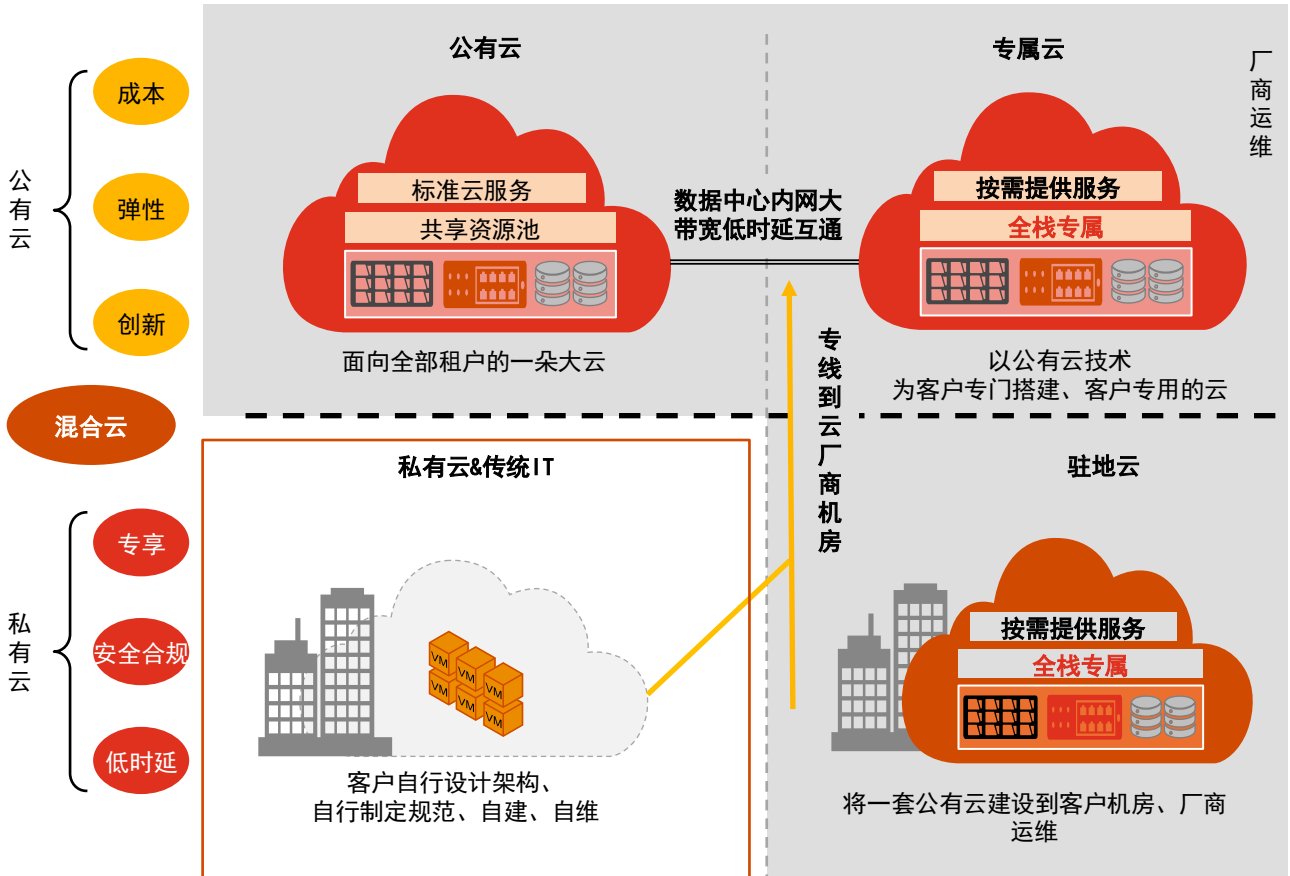 公有云
成本
弹性
创新
混合云
私有云
专享
安全合规
低时延
公有云
标准云服务
共享资源池
面向全部租户的一朵大云
数据中心内网大
带宽低时延互通
专属云
厂商运维
按需提供服务
全栈专属
以公有云技术
为客户专门搭建、客户专用的云
专线到云厂商机房
私有云&传统IT
VM
VM
VM
VM
VM
VM
客户自行设计架构、
自行制定规范、自建、自维
驻地云
按需提供服务
全栈专属
将一套公有云建设到客户机房、厂商
运维